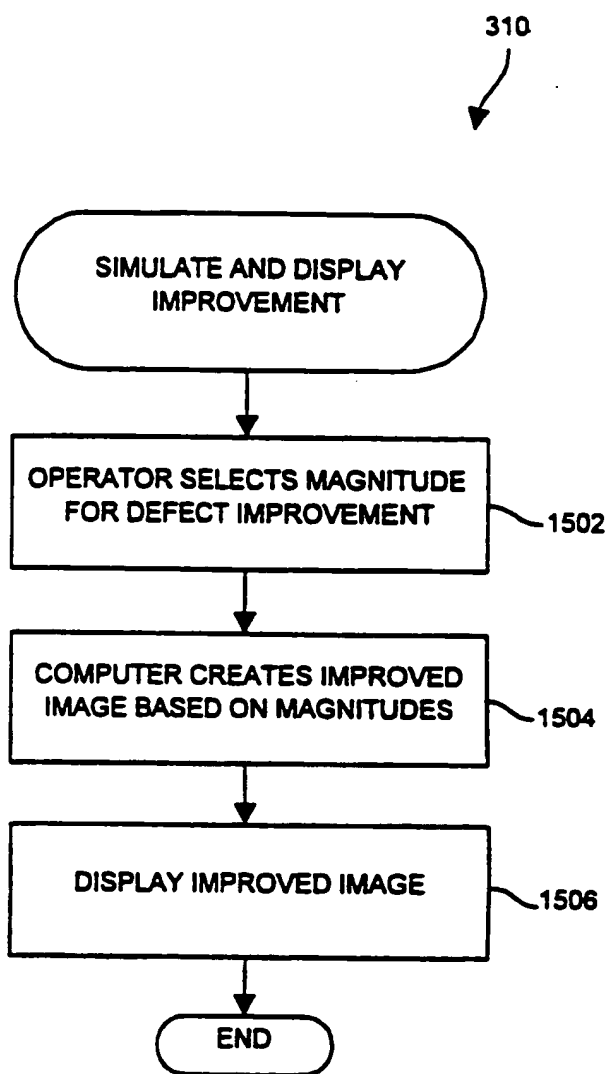 310
SIMULATE AND DISPLAY
IMPROVEMENT
OPERATOR SELECTS MAGNITUDE
FOR DEFECT IMPROVEMENT
1502
COMPUTER CREATES IMPROVED
IMAGE BASED ON MAGNITUDES
1504
DISPLAY IMPROVED IMAGE
1506
END